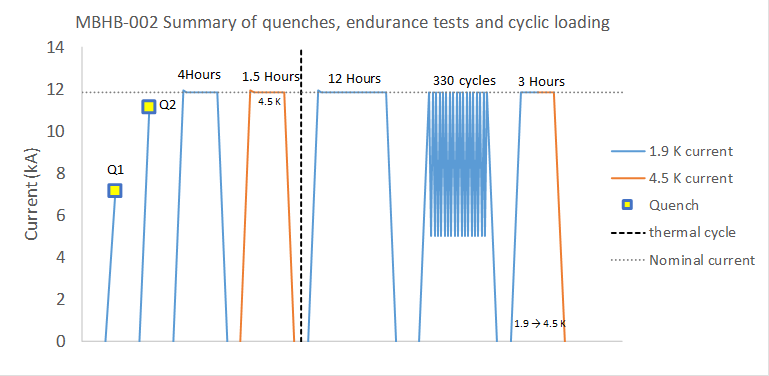 MBHB-002 Summary of quenches, endurance tests and cyclic loading
14
12
10
8
6
4
2
0
Current (kA)
Q1
Q2
4Hours
1.5 Hours
4.5 K
12 Hours
330 cycles
3 Hours
1.9 → 4.5 K
1.9 K current
4.5 K current
Quench
thermal cycle
Nominal current